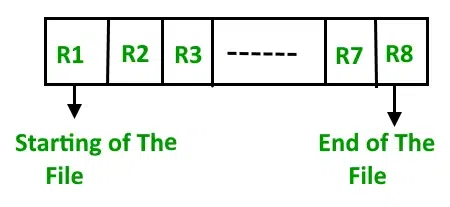 R1 R2 R3 ------ R7 R8
Starting of The
File
End of The
File